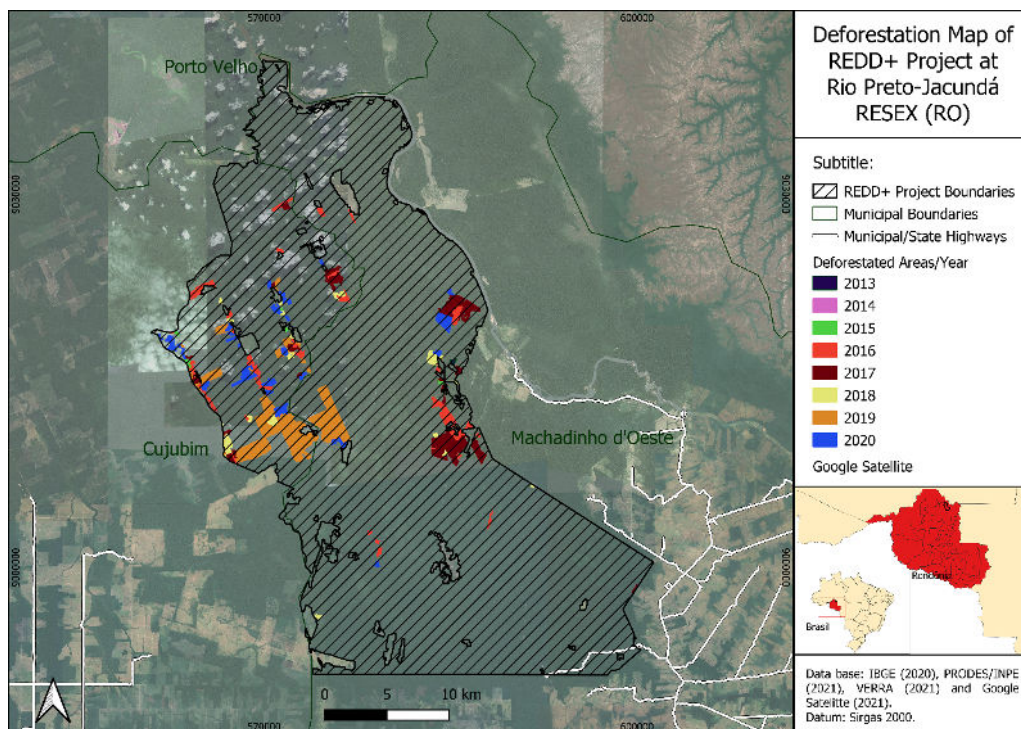 570000
600000
Porto Velho
9030000
9030000
Cujubim
Machadinho d'Oeste
9000000
9000000
0 5 10 km
570000
600000
Deforestation Map of
REDD+ Project at
Rio Preto-Jacundá
RESEX (RO)
Subtitle:
REDD+ Project Boundaries
Municipal Boundaries
Municipal/State Highways
Deforestated Areas/Year
2013
2014
2015
2016
2017
2018
2019
2020
Google Satellite
Rondônia
Brasil
Data base: IBGE (2020), PRODES/INPE
(2021), VERRA (2021) and Google
Satelitte (2021).
Datum: Sirgas 2000.